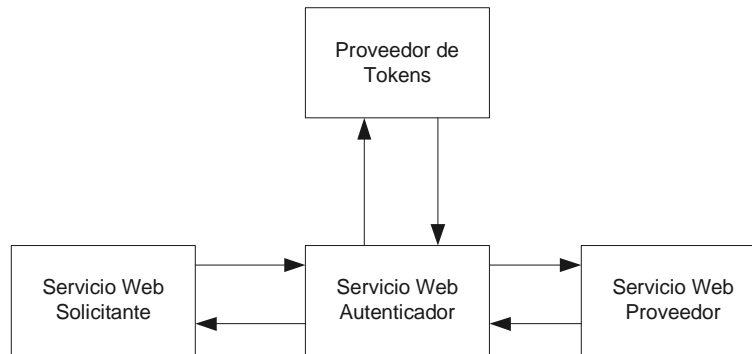 Proveedor de
Tokens
Servicio Web
Solicitante
Servicio Web
Autenticador
Servicio Web
Proveedor